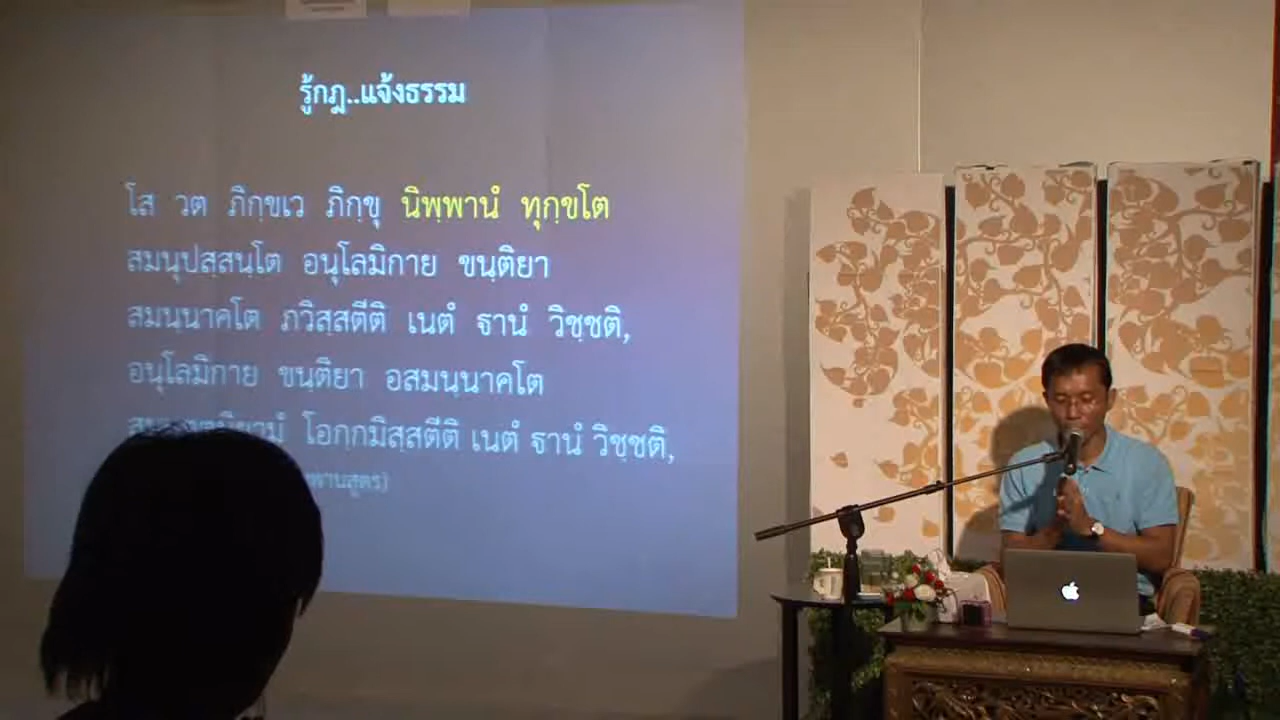 รู้กฎ..แจ้งธรรม
โส วต ภิกฺขเว ภิกฺขุ นิพฺพานํ ทุกฺขโต
สมนุปสฺสนฺโต อนุโลมิกาย ขนฺติยา
สมนฺนาคโต ภวิสฺสตีติ เนตํ ฐานํ วิชฺชติ,
อนุโลมิกาย ขนฺติยา อสมนฺนาคโต
โอกฺกมิสฺสตีติ เนตํ ฐานํ วิชฺชติ,